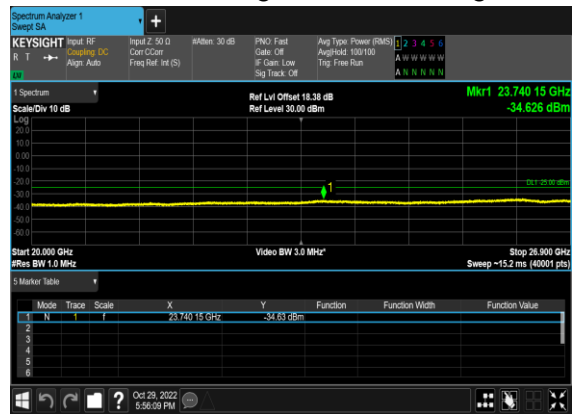 Spectrum Analyzer 1
Swept SA
+
KEYSIGHT Input: RF Input Z: 50 Ω #Atten: 30 dB PNO: Fast Avg Type: Power (RMS) 1 2 3 4 5 6
R T Coupling: DC Corr CCorr Gate: Off Avg|Hold: 100/100 A W W W W W
Align: Auto Freq Ref: Int (S) IF Gain: Low Trig: Free Run
Sig Track: Off A N N N N N
1 Spectrum Ref Lvl Offset 18.38 dB Mkr1 23.740 15 GHz
Scale/Div 10 dB Ref Level 30.00 dBm -34.626 dBm
Log
20.0
10.0
0.00
-10.0
-20.0 DL1 -25.00 dBm
-30.0 1
-40.0
-50.0
-60.0
Start 20.000 GHz Video BW 3.0 MHz* Stop 26.900 GHz
#Res BW 1.0 MHz Sweep ~15.2 ms (40001 pts)
5 Marker Table
Mode Trace Scale X Y Function Function Width Function Value
1 N 1 f 23.740 15 GHz -34.63 dBm
2
3
4
5
6
? Oct 29, 2022
5:56:09 PM